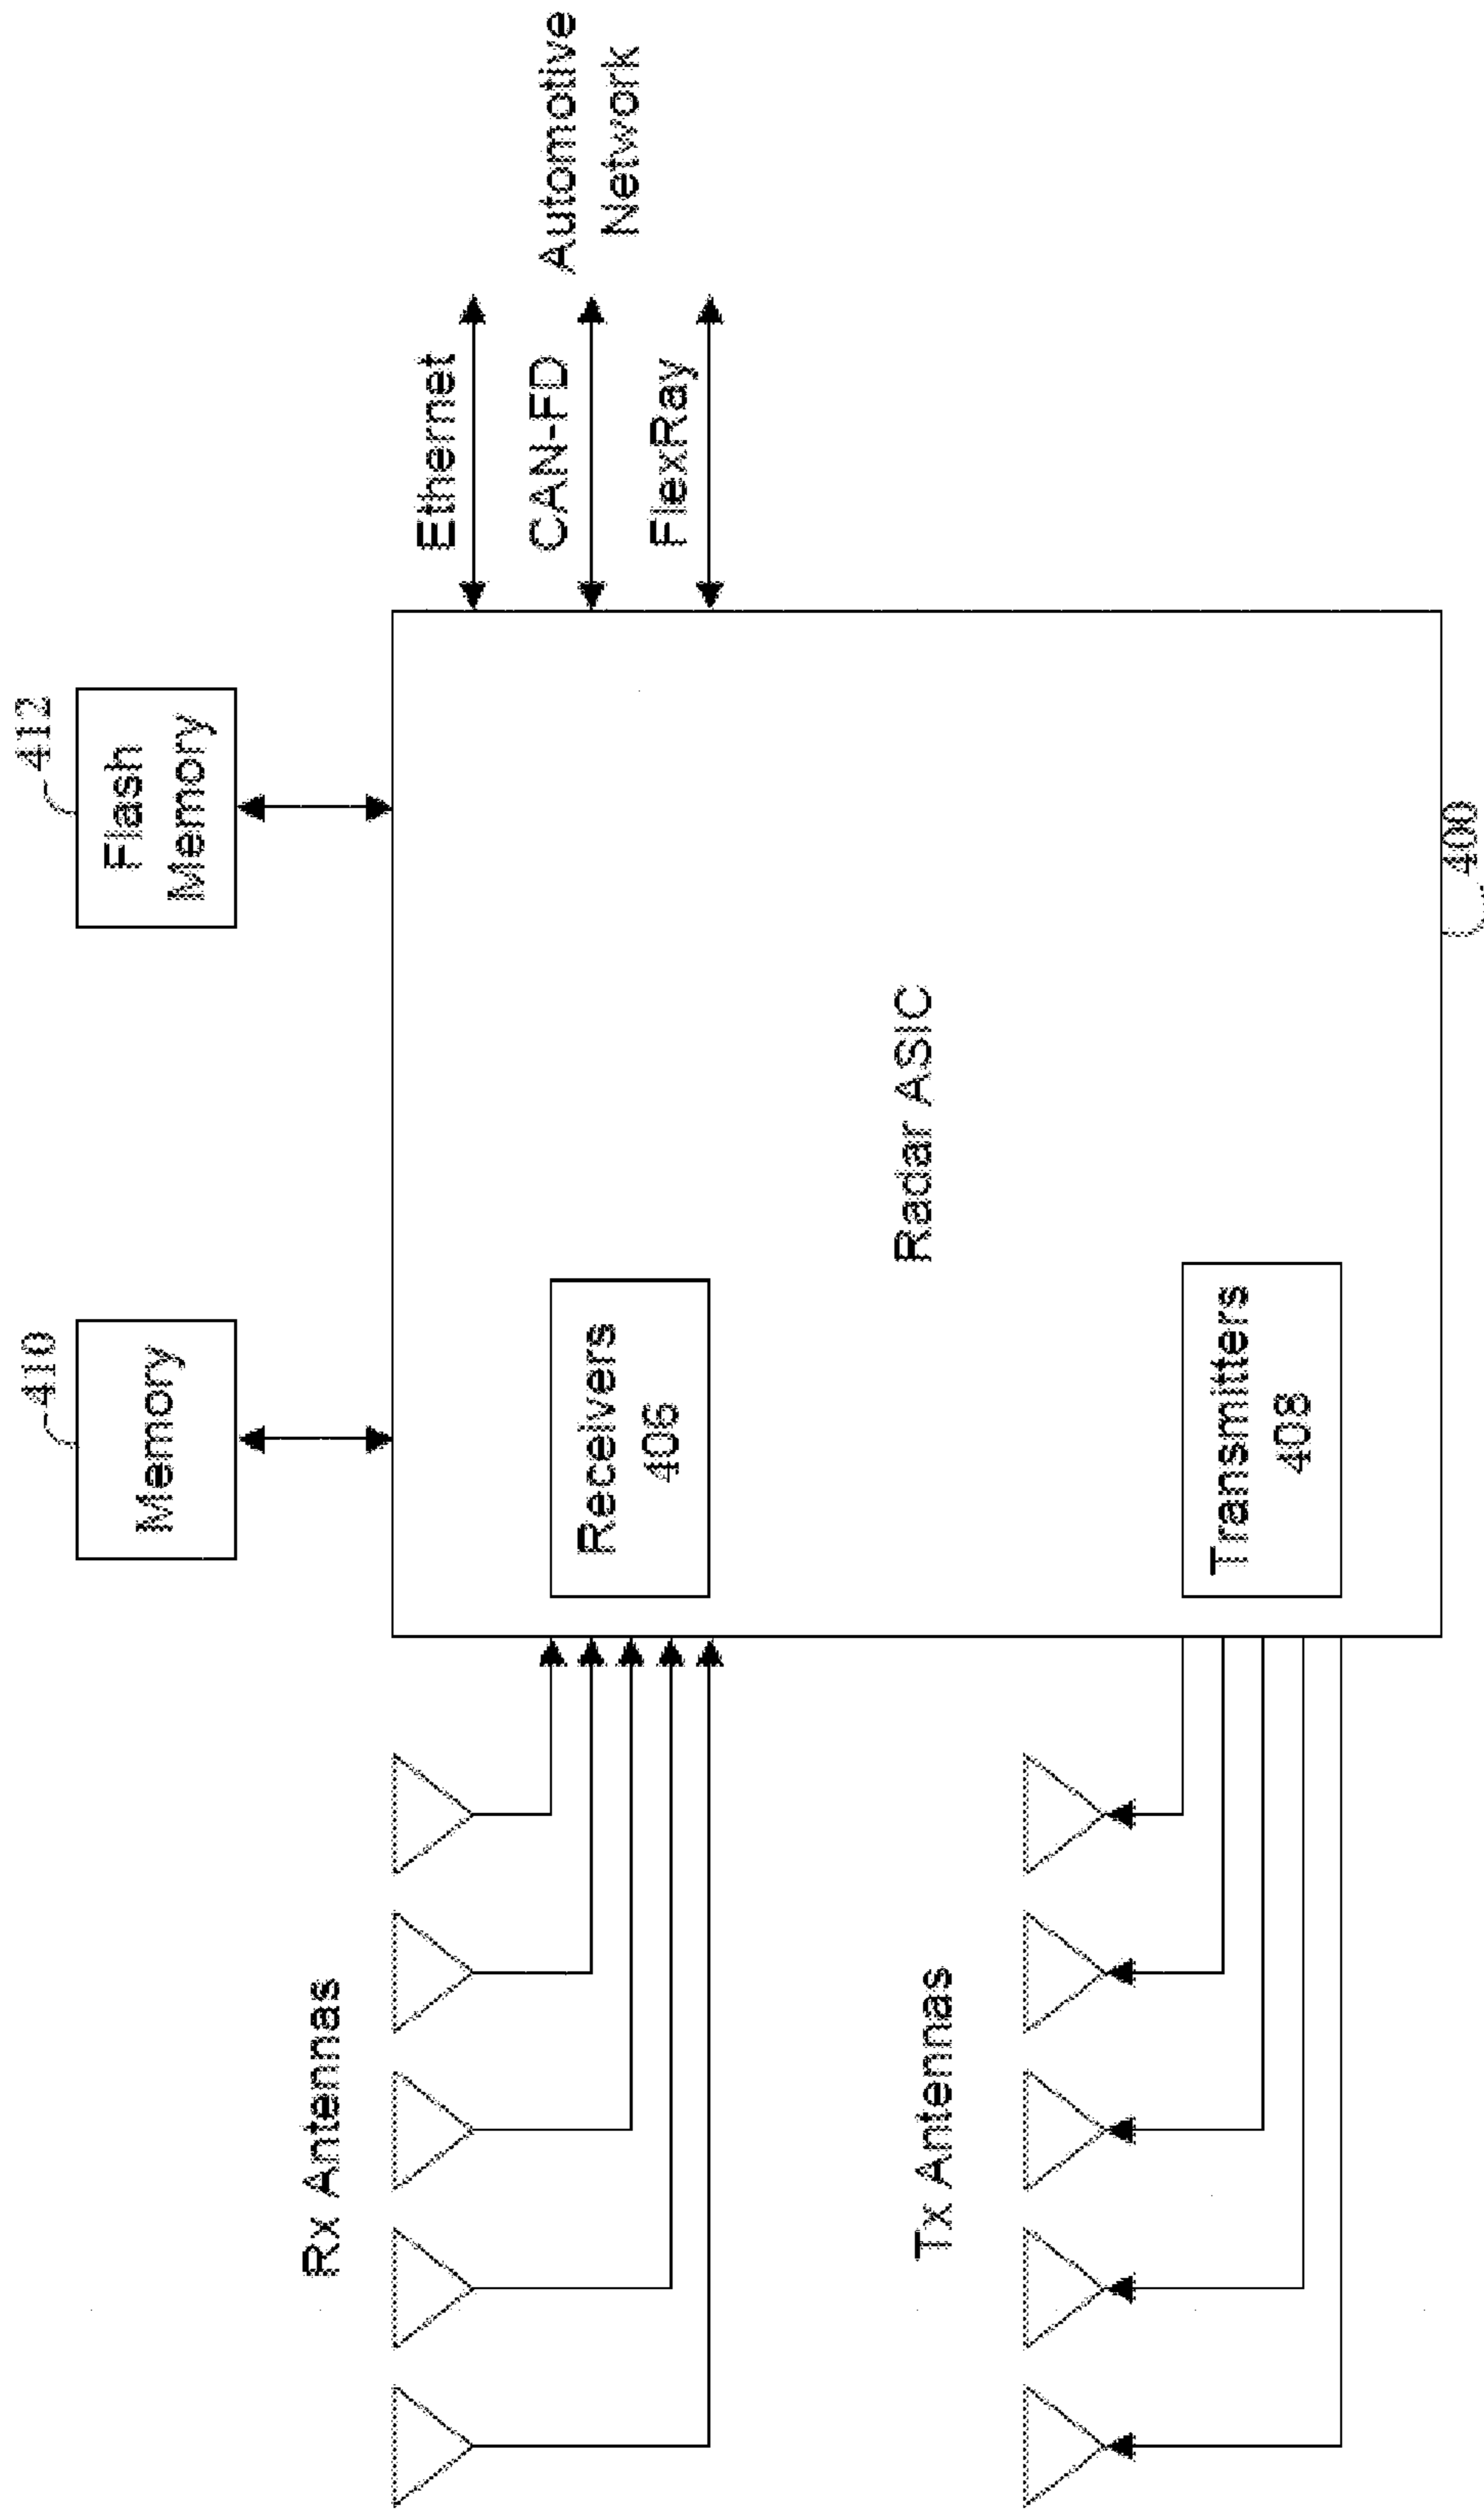 410
412
Memory
Flash
Memory
Rx Antennas
Ethernet
Automotive
Network
CAN-FD
FlexRay
Receivers
406
Radar ASIC
Tx Antennas
Transmitters
408
400